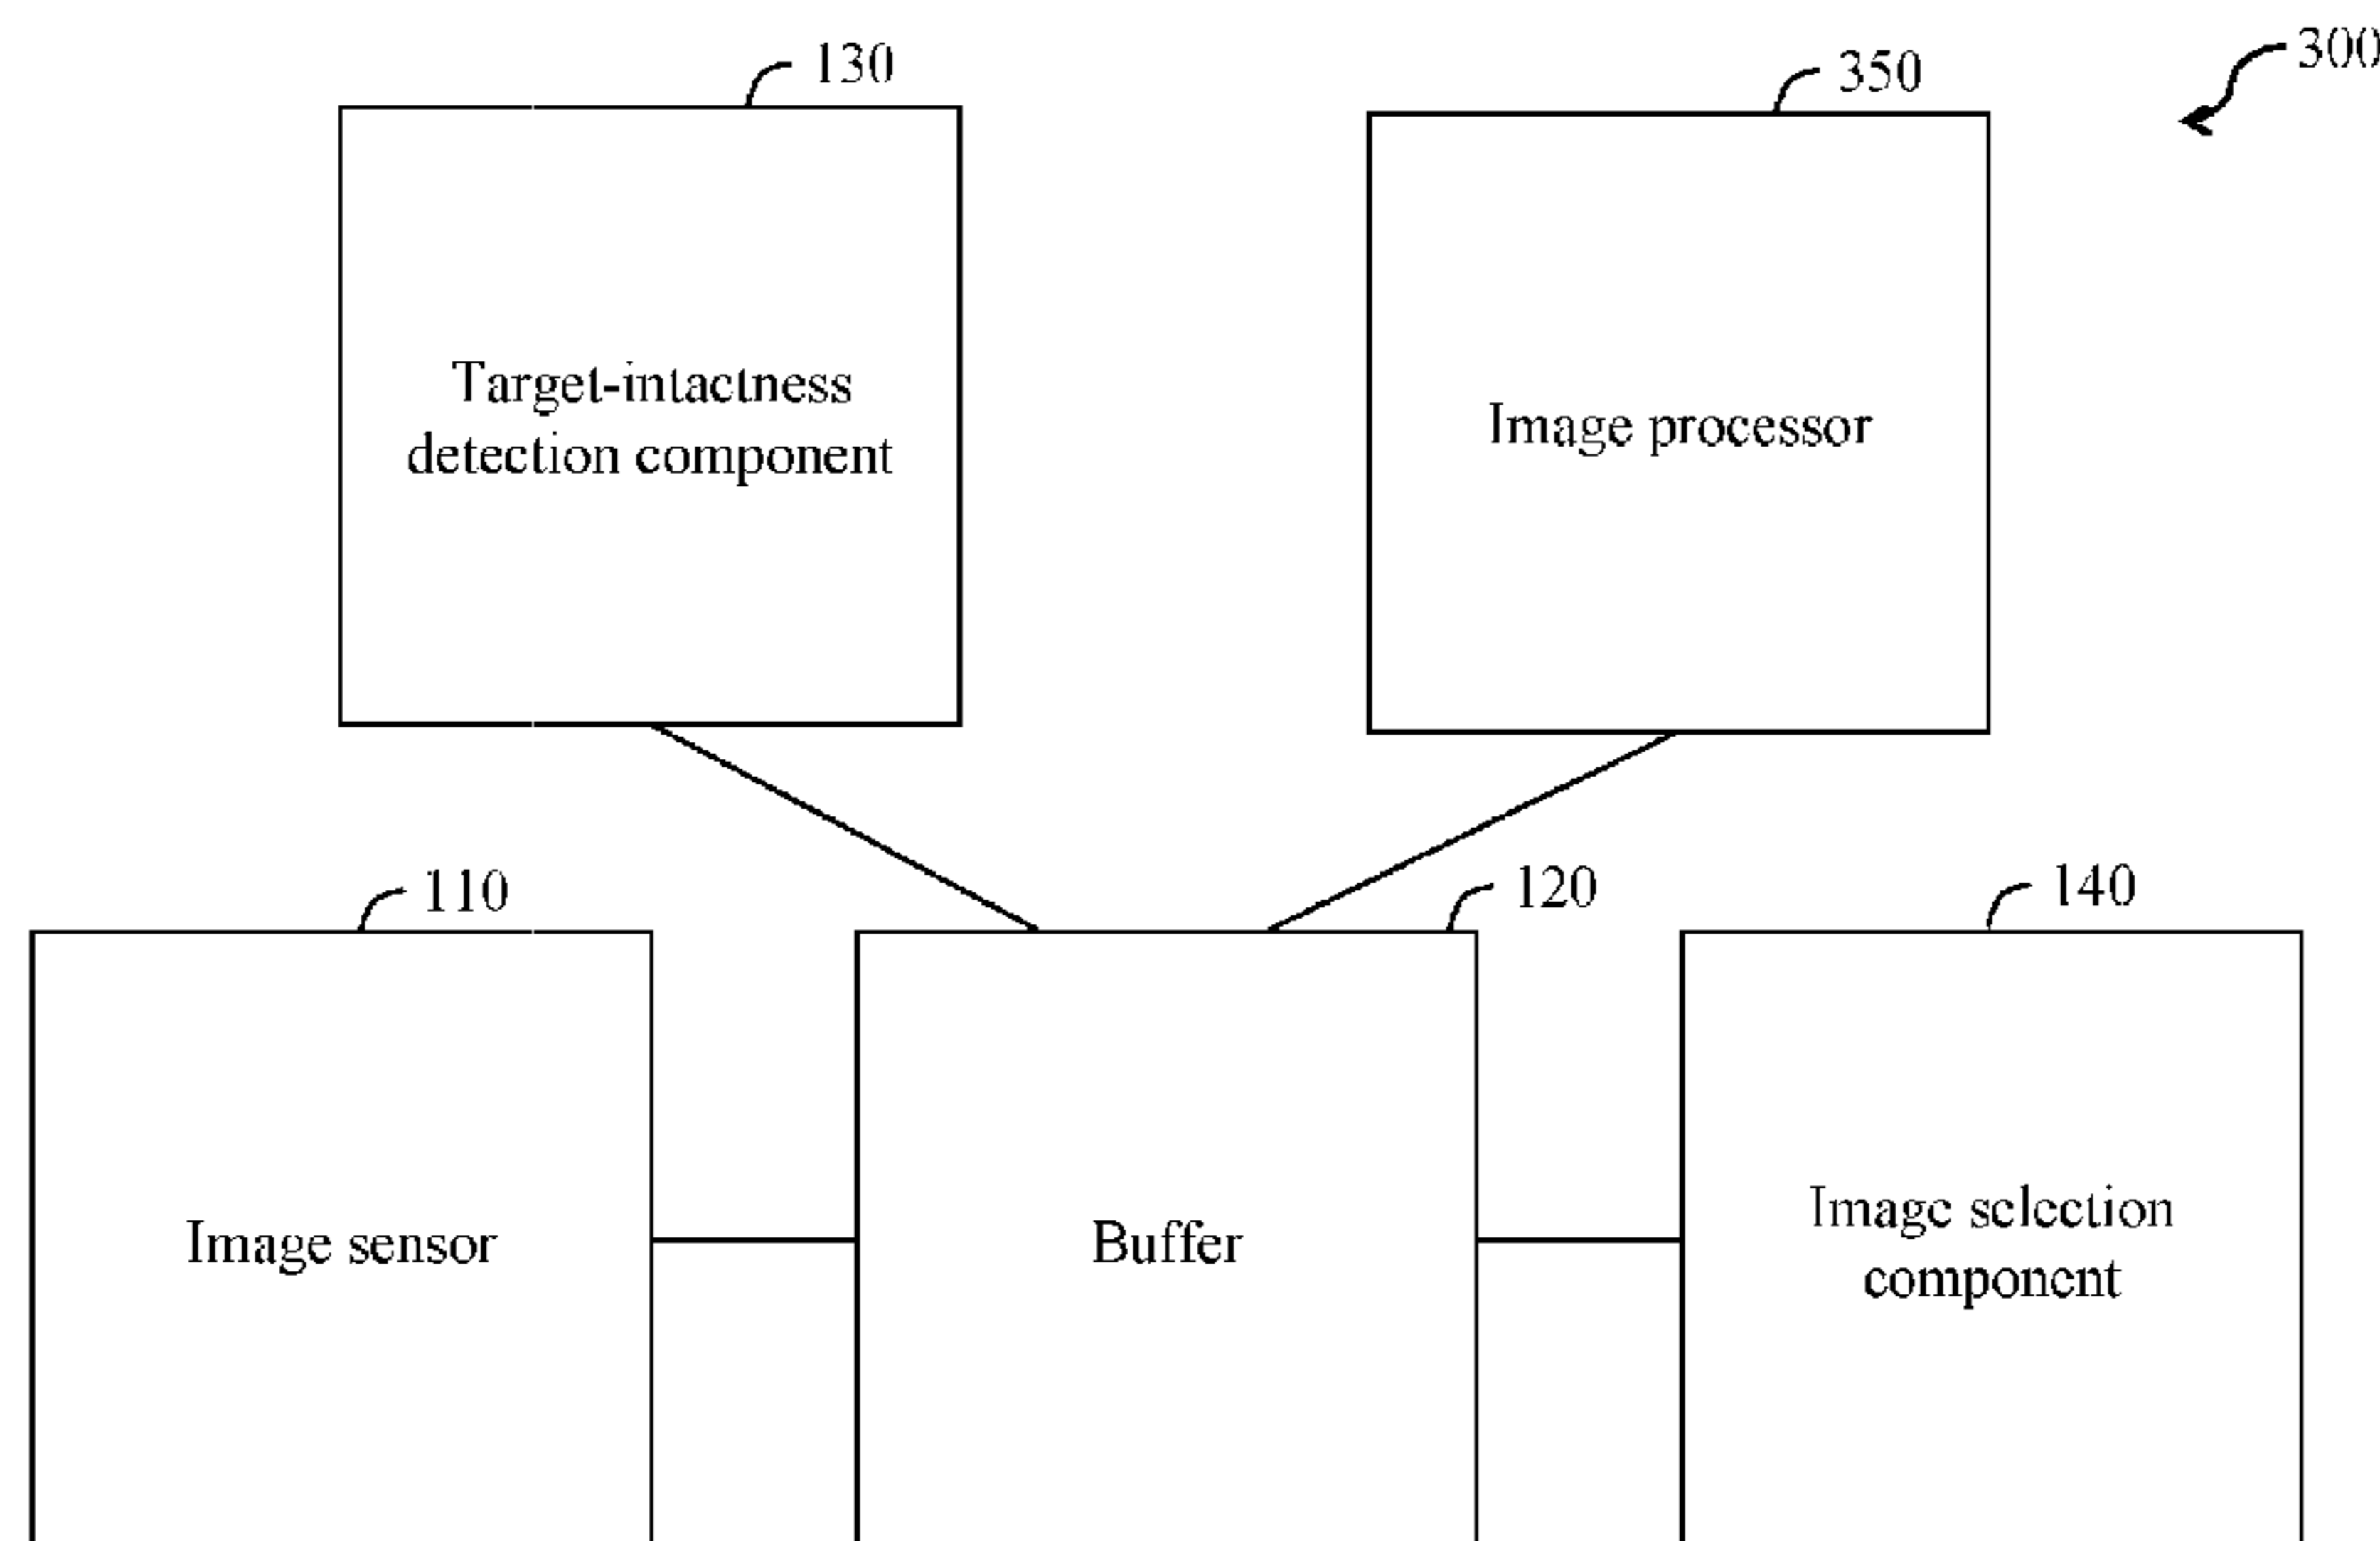 130
350
300
Target-intactness
detection component
Image processor
110
120
140
Image sensor
Buffer
Image selection
component